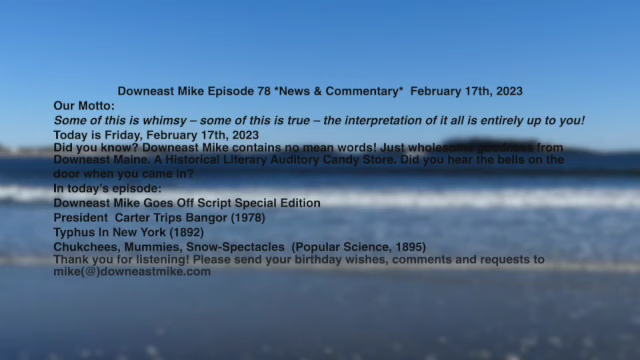 Downeast Mike Episode 78 *News & Commentary*  February 17th, 2023
Our Motto:
Some of this is whimsy – some of this is true – the interpretation of it all is entirely up to you!
Today is Friday, February 17th, 2023
Did you know? Downeast Mike contains no mean words! Just wholesome goodness from
Downeast Maine. A Historical Literary Auditory Candy Store. Did you hear the bells on the
door when you came in?
In today's episode:
Downeast Mike Goes Off Script Special Edition
President  Carter Trips Bangor (1978)
Typhus In New York (1892)
Chukchees, Mummies, Snow-Spectacles  (Popular Science, 1895)
Thank you for listening! Please send your birthday wishes, comments and requests to
mike(@)downeastmike.com